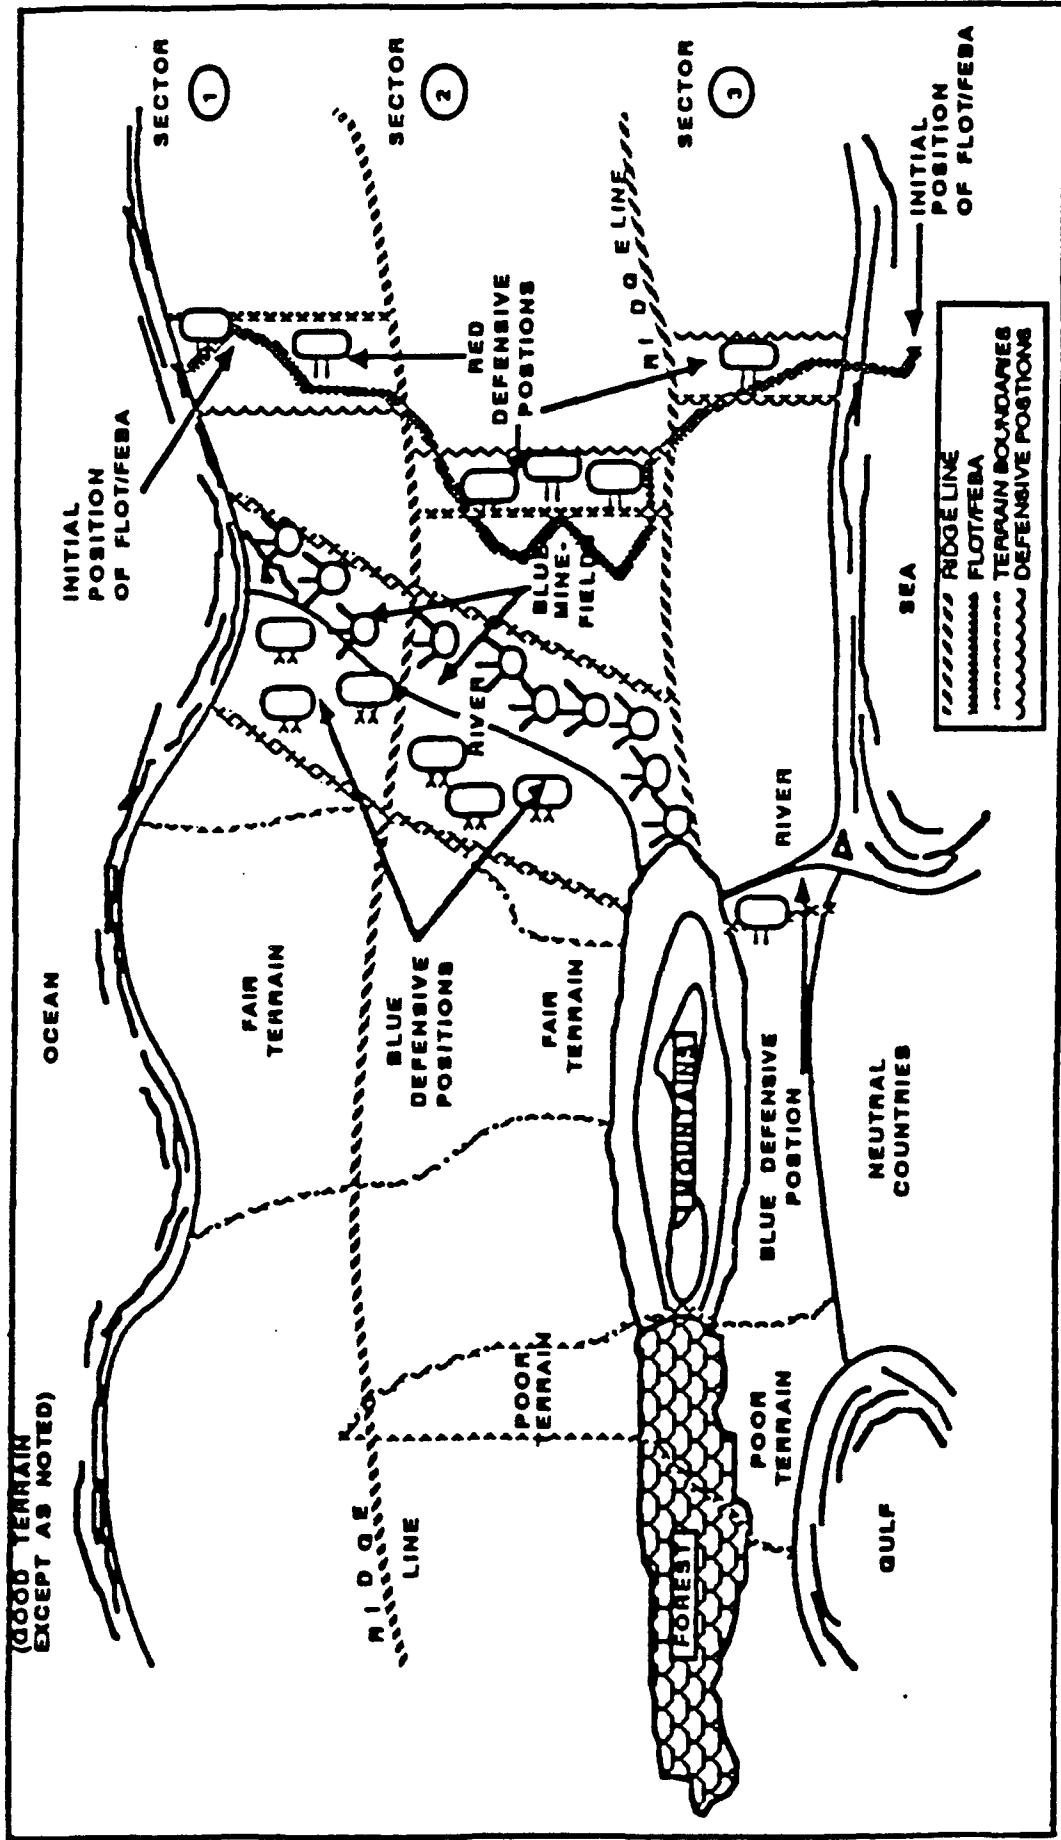 (GOOD TERRAIN
EXCEPT AS NOTED)
OCEAN
INITIAL
POSITION
OF FLOT/FEBA
SECTOR
1
FAIR
TERRAIN
RIDGE
LINE
BLUE
DEFENSIVE
POSITIONS
RED
DEFENSIVE
POSTIONS
SECTOR
2
POOR
TERRAIN
FAIR
TERRAIN
RIVER
BLUE
MINE-
FIELD
RIDGE LINE
FOREST
MOUNTAINS
SECTOR
3
POOR
TERRAIN
BLUE DEFENSIVE
POSTION
RIVER
GULF
NEUTRAL
COUNTRIES
SEA
INITIAL
POSITION
OF FLOT/FEBA
RIDGE LINE
FLOT/FEBA
TERRAIN BOUNDARIES
DEFENSIVE POSTIONS